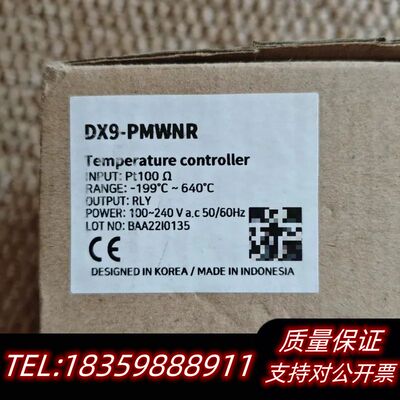 DX9-PMWNR
Temperature controller
INPUT: Pt100 Ω
RANGE: -199℃ ~ 640℃
OUTPUT: RLY
POWER: 100~240 V a.c 50/60Hz
LOT NO: BAA22I0135
CE
DESIGNED IN KOREA / MADE IN INDONESIA
TEL:18359888911
质量保证
支持对公开票